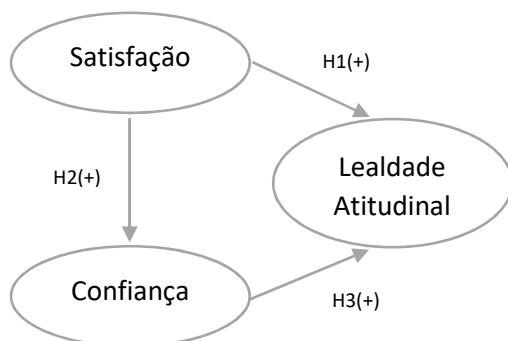 Satisfação
H1(+)
Lealdade
Atitudinal
H2(+)
Confiança
H3(+)